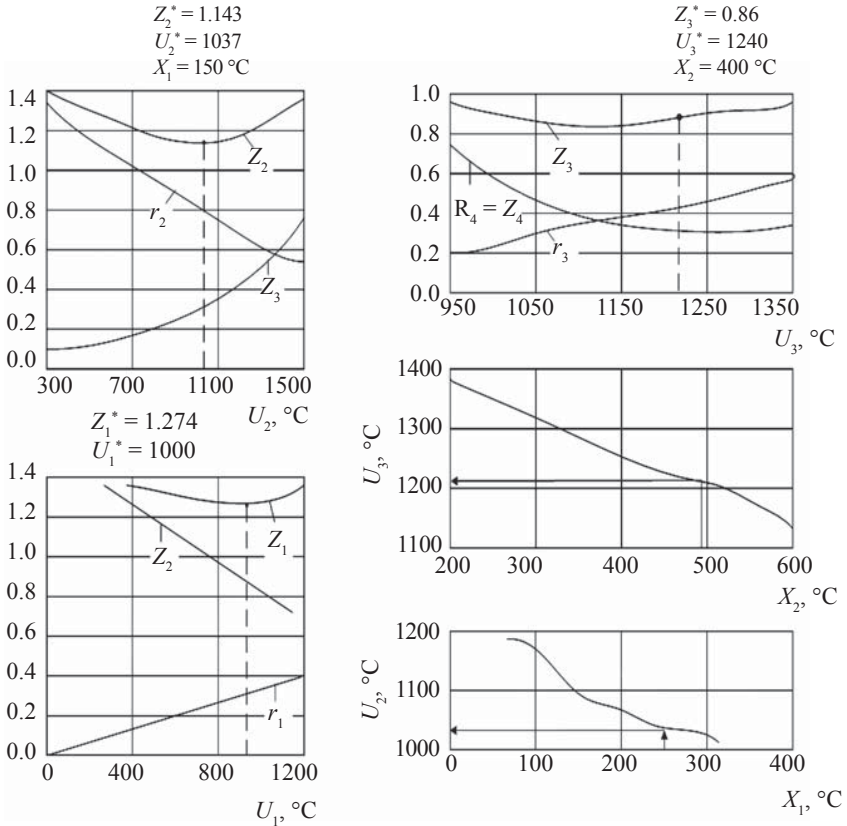 Z₂* = 1.143
U₂* = 1037
X₁ = 150 °C
1.4
1.2
1.0
0.8
0.6
0.4
0.2
0.0
Z₂
r₂
Z₃
300 700 1100 1500
U₂, °C
Z₃* = 0.86
U₃* = 1240
X₂ = 400 °C
1.0
0.8
0.6
0.4
0.2
0.0
Z₃
R₄ = Z₄
r₃
950 1050 1150 1250 1350
U₃, °C
1400
1300
1200
1100
U₃, °C
200 300 400 500 600
X₂, °C
Z₁* = 1.274
U₁* = 1000
1.4
1.2
1.0
0.8
0.6
0.4
0.2
0.0
Z₂
Z₁
r₁
0 400 800 1200
U₁, °C
1200
1100
1000
U₂, °C
0 100 200 300 400
X₁, °C